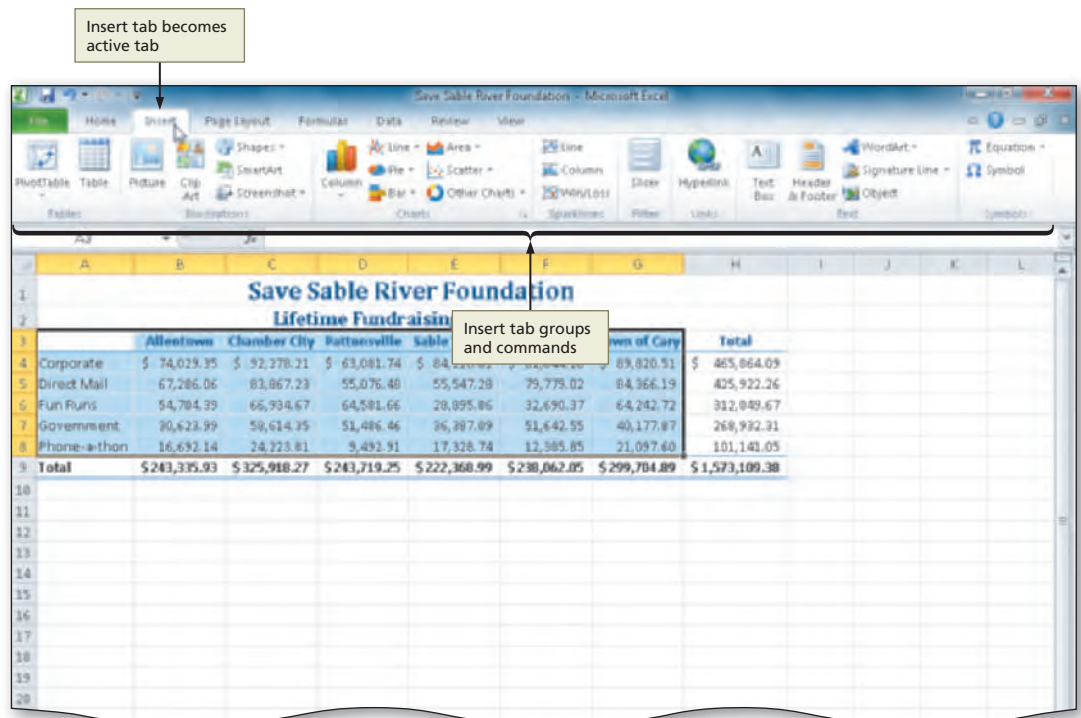 Insert tab becomes
active tab
Save Sable River Foundation - Microsoft Excel
File Home Insert Page Layout Formulas Data Review View
PivotTable Table Picture Clip Art Shapes SmartArt Screenshot Column Line Pie Bar Area Scatter Other Charts Line Column Win/Loss Slicer Hyperlink Text Box Header & Footer WordArt Signature Line Object Equation Symbol
Tables Illustrations Charts Sparklines Filter Links Text Symbols
A3 fx
A B C D E F G H I J K L
1 Save Sable River Foundation
2 Lifetime
Insert tab groups
and commands
3 Allentown Chamber City Pattonsville Sable Total
4 Corporate $ 74,029.35 $ 92,278.21 $ 63,081.74 $ $ 89,820.51 $ 465,864.09
5 Direct Mail 67,286.06 83,867.23 55,076.48 55,547.28 79,779.02 84,366.19 425,922.26
6 Fun Runs 54,704.39 66,934.67 64,581.66 28,895.86 32,690.37 64,242.72 312,049.67
7 Government 30,623.99 58,614.35 51,486.46 36,387.09 51,642.55 40,177.87 268,932.31
8 Phone-a-thon 16,692.14 24,223.81 9,492.91 17,328.74 12,305.85 21,097.60 101,141.05
9 Total $243,335.93 $325,918.27 $243,719.25 $222,368.99 $238,062.05 $299,704.89 $1,573,109.38
10
11
12
13
14
15
16
17
18
19
20